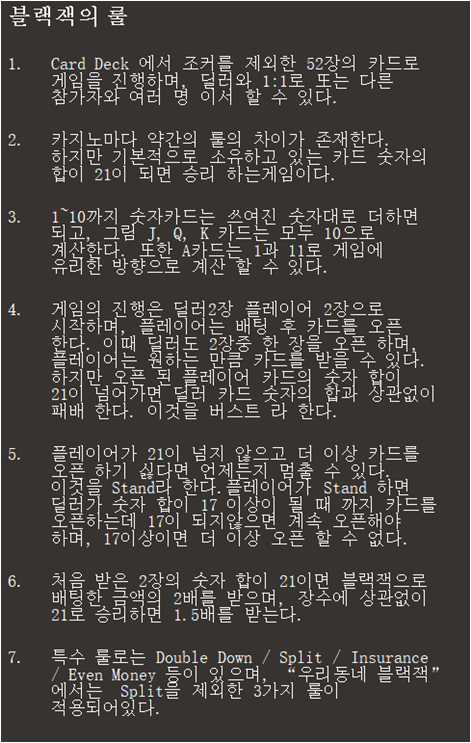 블랙잭의 룰
1. Card Deck 에서 조커를 제외한 52장의 카드로
게임을 진행하며, 딜러와 1:1로 또는 다른
참가자와 여러 명 이서 할 수 있다.
2. 카지노마다 약간의 룰의 차이가 존재한다.
하지만 기본적으로 소유하고 있는 카드 숫자의
합이 21이 되면 승리 하는게임이다.
3. 1~10까지 숫자카드는 쓰여진 숫자대로 더하면
되고, 그림 J, Q, K 카드는 모두 10으로
계산한다. 또한 A카드는 1과 11로 게임에
유리한 방향으로 계산 할 수 있다.
4. 게임의 진행은 딜러2장 플레이어 2장으로
시작하며, 플레이어는 배팅 후 카드를 오픈
한다. 이때 딜러도 2장중 한 장을 오픈 하며,
플레이어는 원하는 만큼 카드를 받을 수 있다.
하지만 오픈 된 플레이어 카드의 숫자 합이
21이 넘어가면 딜러 카드 숫자의 합과 상관없이
패배 한다. 이것을 버스트 라 한다.
5. 플레이어가 21이 넘지 않으고 더 이상 카드를
오픈 하기 싫다면 언제든지 멈출 수 있다.
이것을 Stand라 한다.플레이어가 Stand 하면
딜러가 숫자 합이 17 이상이 될 때 까지 카드를
오픈하는데 17이 되지않으면 계속 오픈해야
하며, 17이상이면 더 이상 오픈 할 수 없다.
6. 처음 받은 2장의 숫자 합이 21이면 블랙잭으로
배팅한 금액의 2배를 받으며, 장수에 상관없이
21로 승리하면 1.5배를 받는다.
7. 특수 룰로는 Double Down / Split / Insurance
/ Even Money 등이 있으며, “우리동네 블랙잭”
에서는 Split을 제외한 3가지 룰이
적용되어있다.